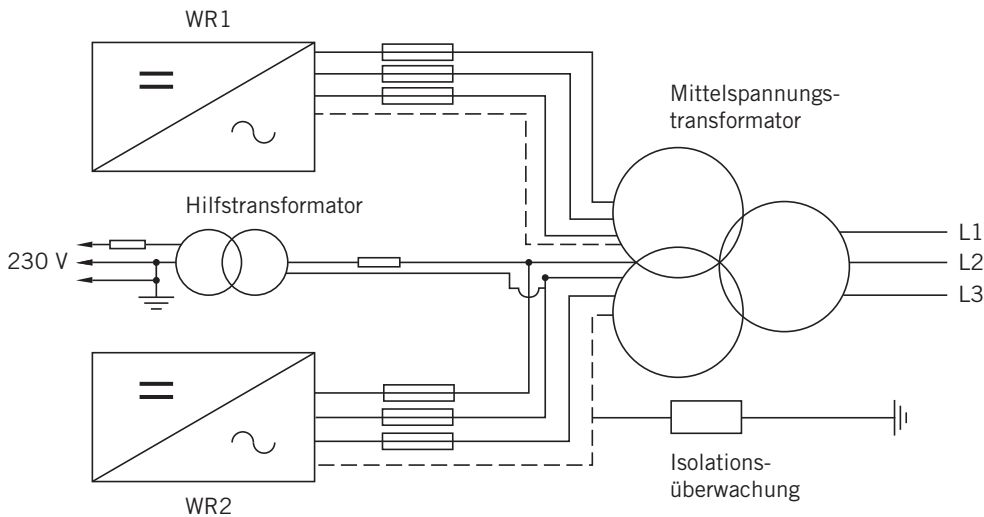 WR1
Mittelspannungs-
transformator
Hilfstransformator
230 V
L1
L2
L3
Isolations-
überwachung
WR2